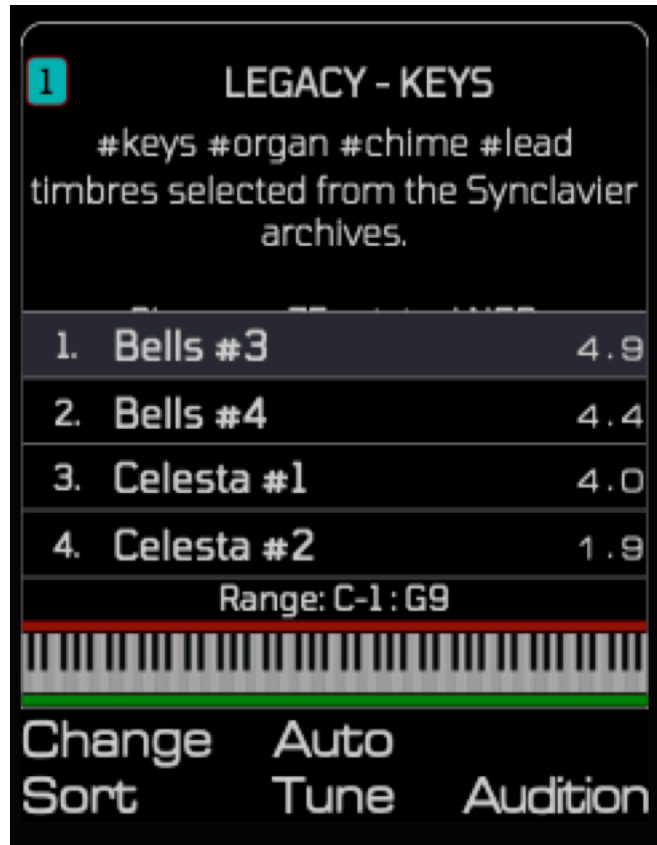 1
LEGACY - KEYS
#keys #organ #chime #lead
timbres selected from the Synclavier
archives.
1. Bells #3 4.9
2. Bells #4 4.4
3. Celesta #1 4.0
4. Celesta #2 1.9
Range: C-1 : G9
Change Auto
Sort Tune Audition